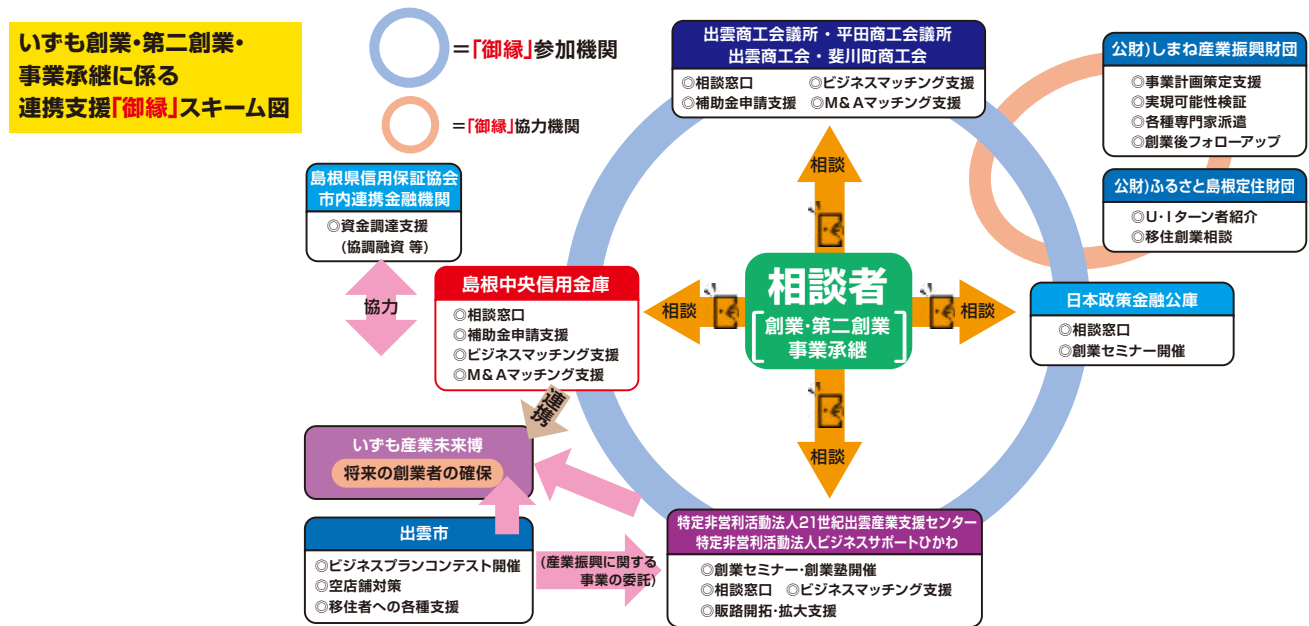 いずも創業・第二創業・
事業承継に係る
連携支援「御縁」スキーム図
=「御縁」参加機関
=「御縁」協力機関
出雲商工会議所・平田商工会議所
出雲商工会・斐川町商工会
◎相談窓口 ◎ビジネスマッチング支援
◎補助金申請支援 ◎M&Aマッチング支援
公財)しまね産業振興財団
◎事業計画策定支援
◎実現可能性検証
◎各種専門家派遣
◎創業後フォローアップ
公財)ふるさと島根定住財団
◎U・Iターン者紹介
◎移住創業相談
島根県信用保証協会
市内連携金融機関
◎資金調達支援
(協調融資 等)
協力
島根中央信用金庫
◎相談窓口
◎補助金申請支援
◎ビジネスマッチング支援
◎M&Aマッチング支援
相談
相談
相談者
[創業・第二創業
事業承継]
相談
相談
日本政策金融公庫
◎相談窓口
◎創業セミナー開催
連携
いずも産業未来博
将来の創業者の確保
出雲市
◎ビジネスプランコンテスト開催
◎空店舗対策
◎移住者への各種支援
(産業振興に関する
事業の委託)
特定非営利活動法人21世紀出雲産業支援センター
特定非営利活動法人ビジネスサポートひかわ
◎創業セミナー・創業塾開催
◎相談窓口 ◎ビジネスマッチング支援
◎販路開拓・拡大支援